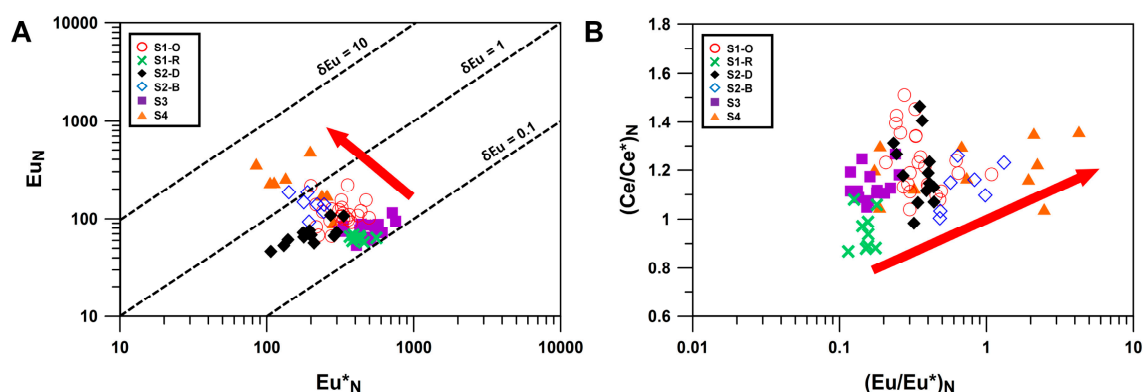 A
10000
1000
100
10
Eu_N
S1-O
S1-R
S2-D
S2-B
S3
S4
δEu = 10
δEu = 1
δEu = 0.1
10
100
1000
10000
Eu*_N
B
1.8
1.6
1.4
1.2
1.0
0.8
0.6
(Ce/Ce*)_N
S1-O
S1-R
S2-D
S2-B
S3
S4
0.01
0.1
1
10
(Eu/Eu*)_N